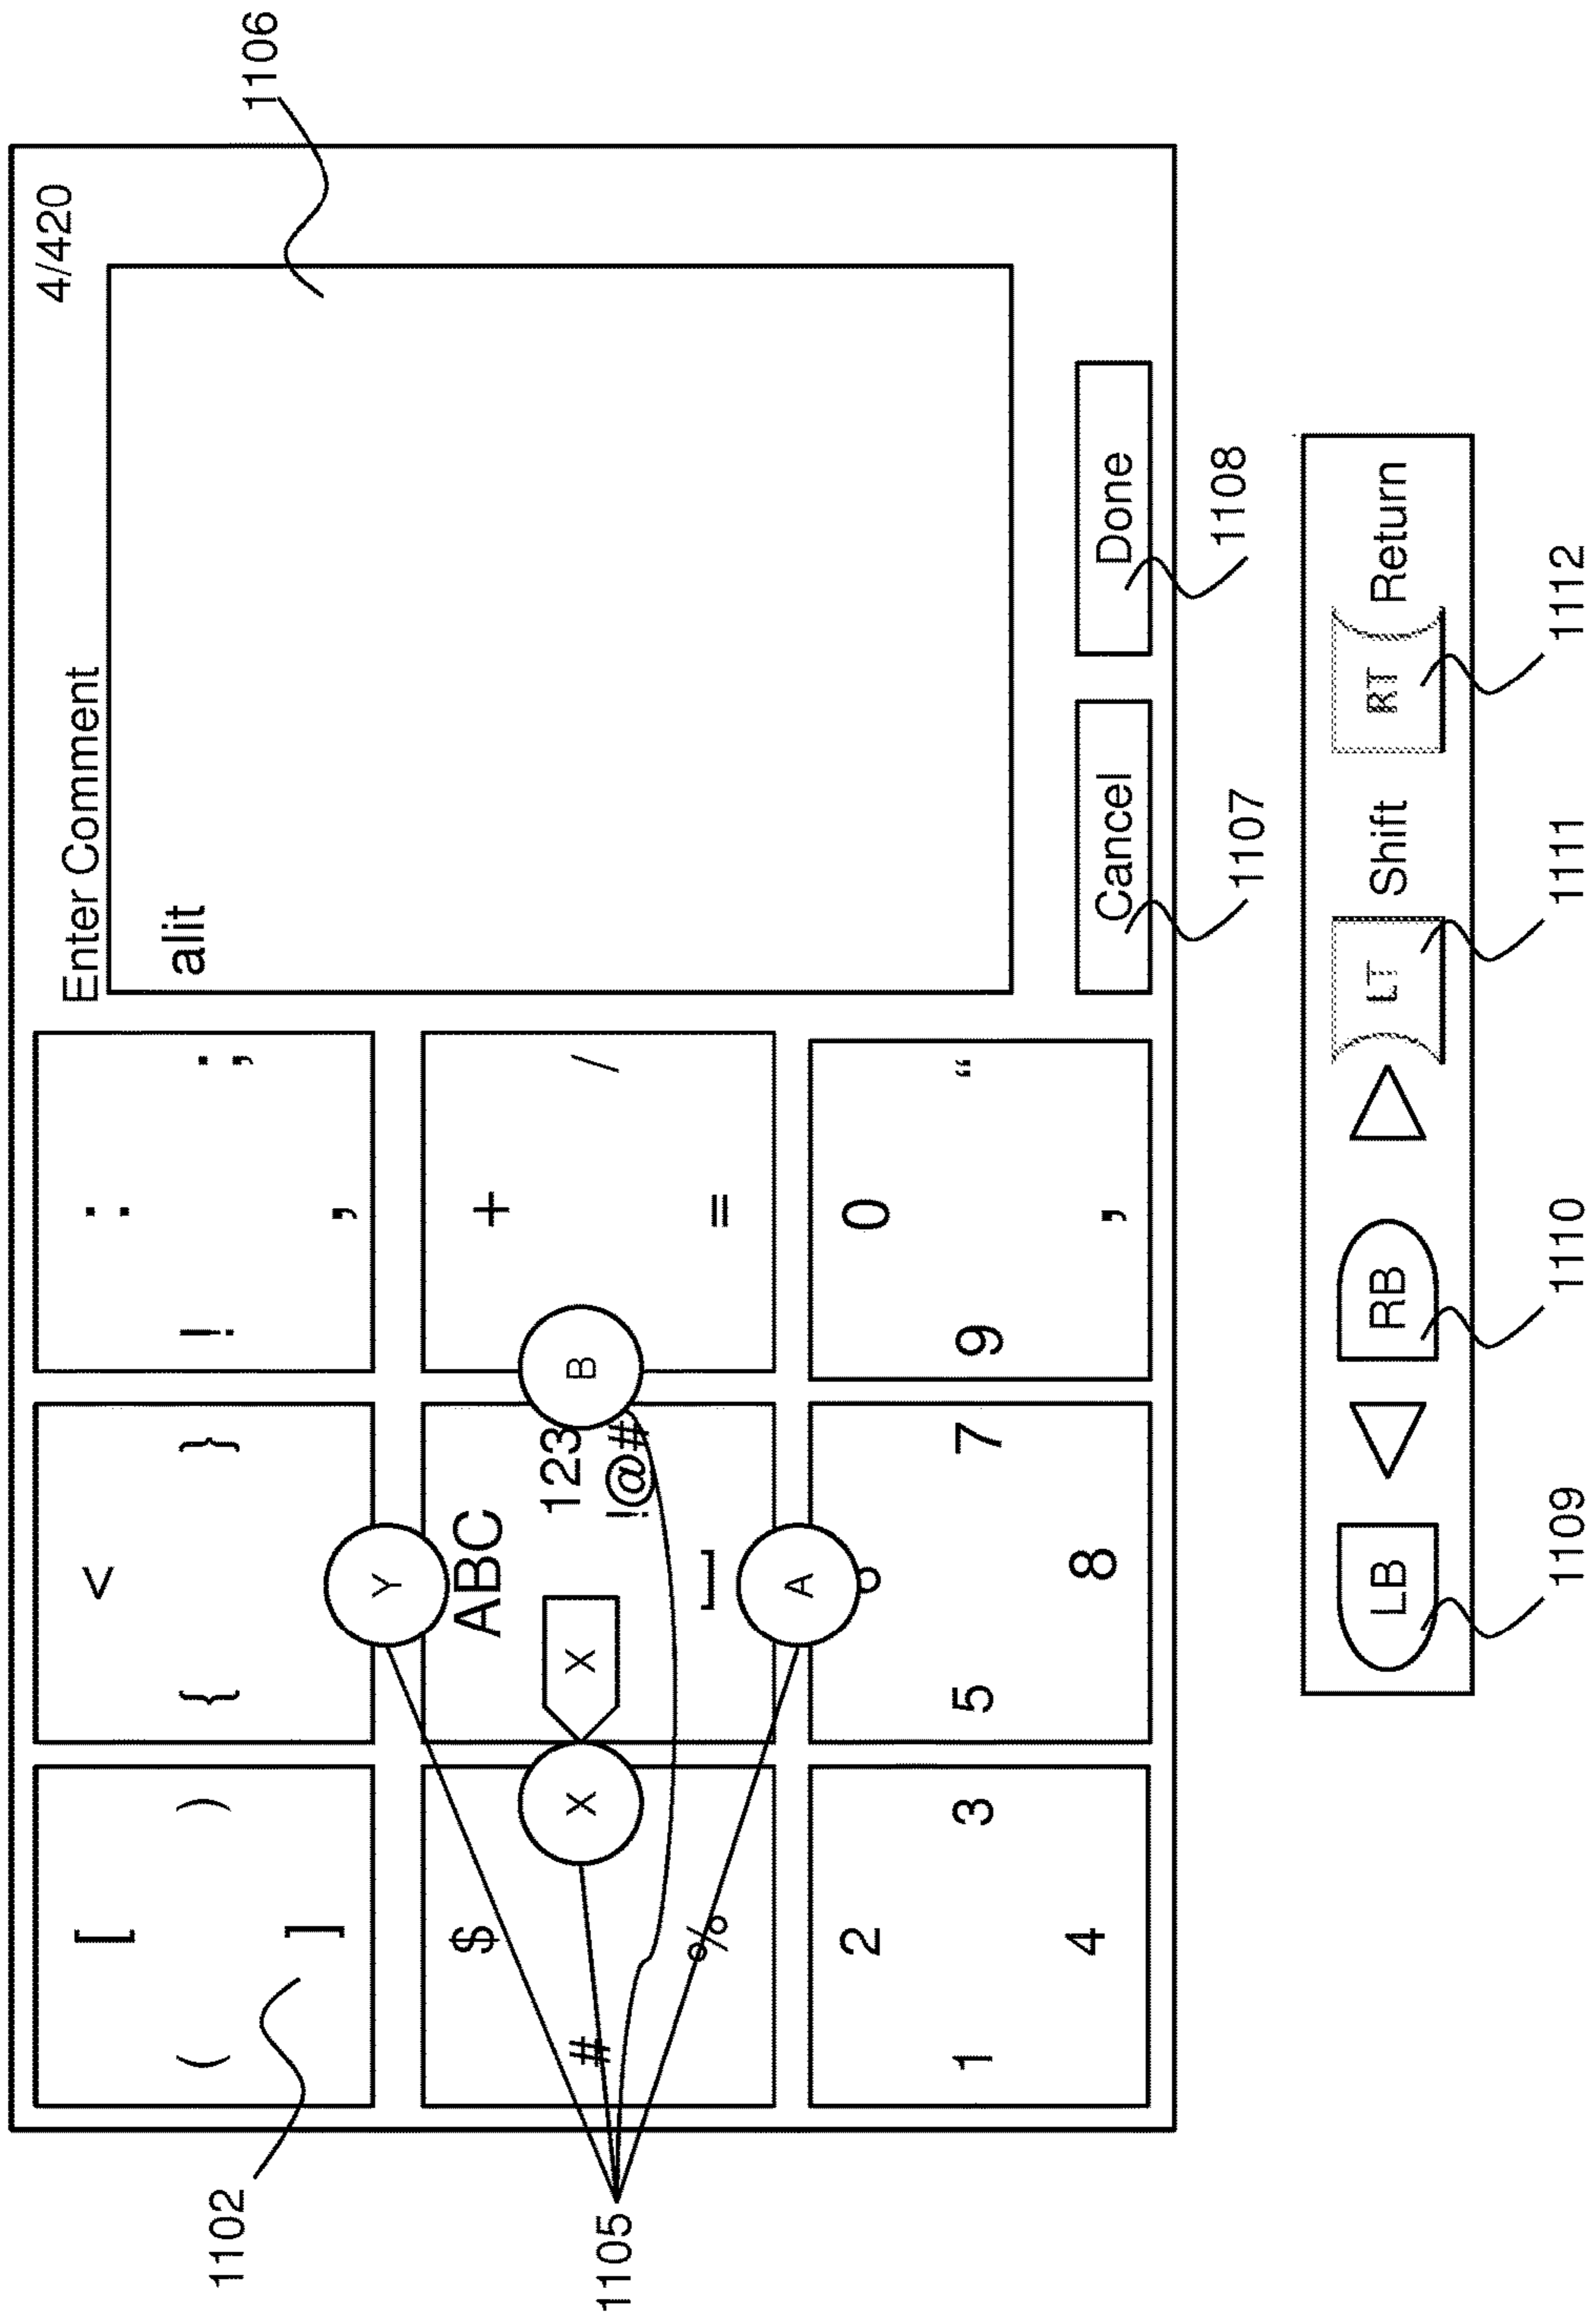 4/420
Enter Comment
alit
1106
1102
[
(
)
]
<
{
}
:
!
;
,
$
#
%
Y
ABC
X
X
123
!@#
B
A
+
/
=
1105
2
1
3
4
5
7
8
0
9
“
,
Cancel
Done
1107
1108
LB
RB
LT
Shift
RT
Return
1109
1110
1111
1112